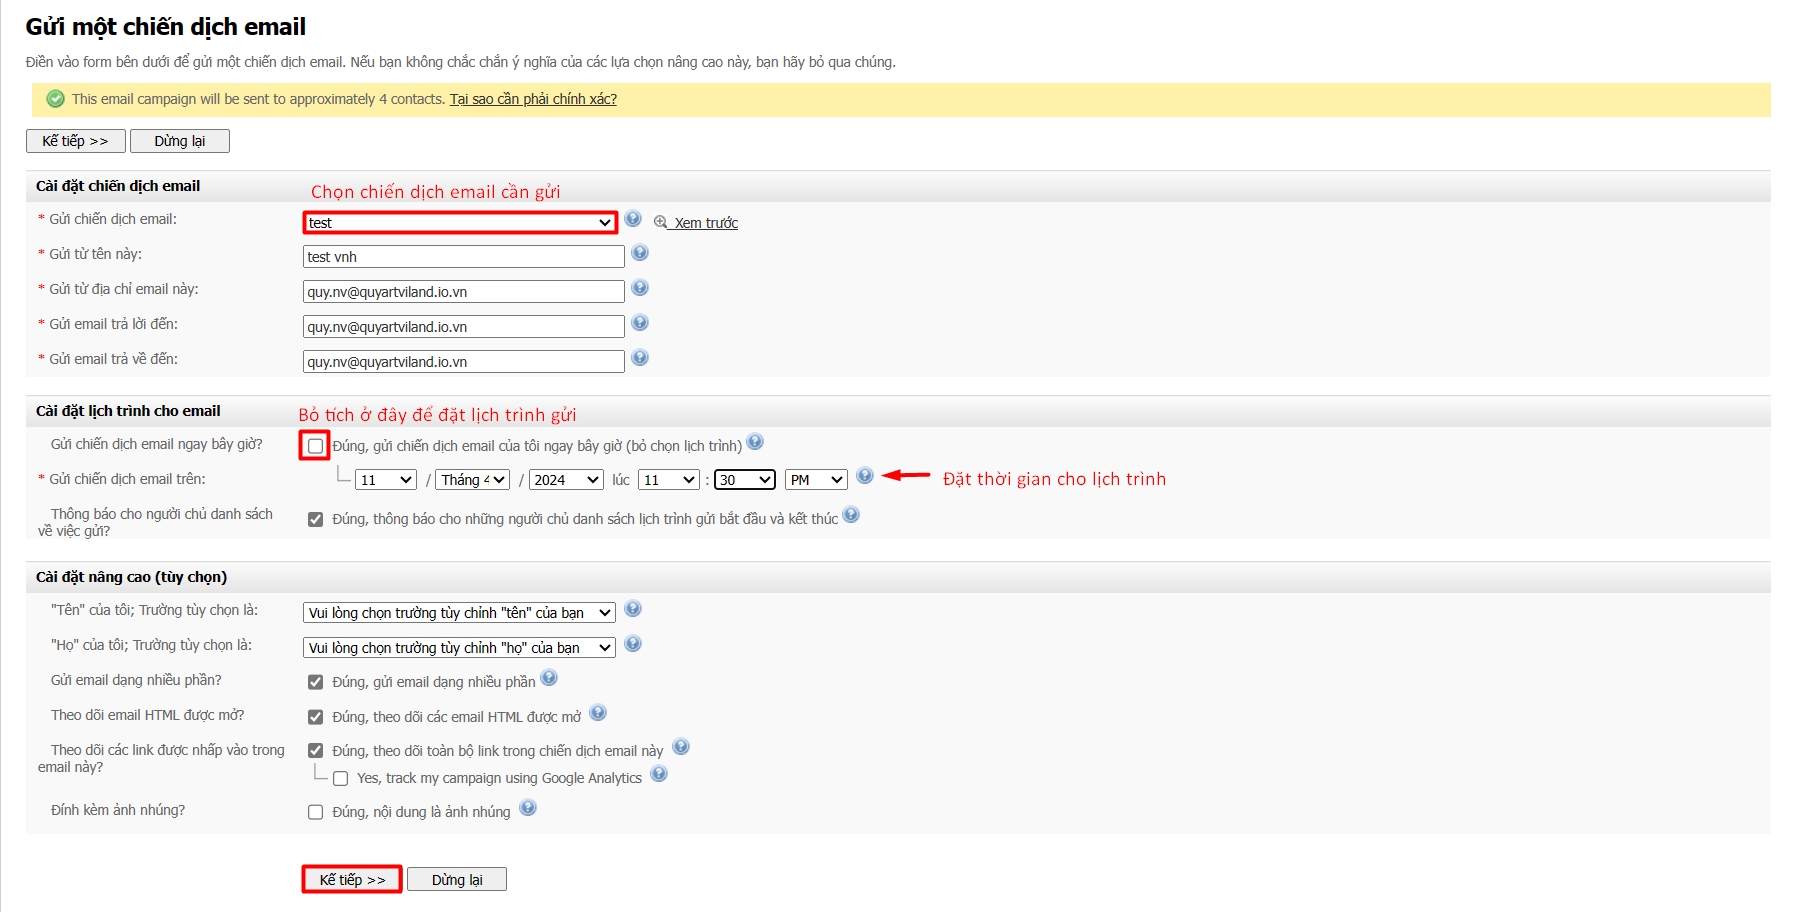 Gửi một chiến dịch email
Điền vào form bên dưới để gửi một chiến dịch email. Nếu bạn không chắc chắn ý nghĩa của các lựa chọn nâng cao này, bạn hãy bỏ qua chúng.
This email campaign will be sent to approximately 4 contacts. Tại sao cần phải chính xác?
Kế tiếp >> Dừng lại
Cài đặt chiến dịch email Chọn chiến dịch email cần gửi
* Gửi chiến dịch email: test Xem trước
* Gửi từ tên này: test vnh
* Gửi từ địa chỉ email này: quy.nv@quyartviland.io.vn
* Gửi email trả lời đến: quy.nv@quyartviland.io.vn
* Gửi email trả về đến: quy.nv@quyartviland.io.vn
Cài đặt lịch trình cho email Bỏ tích ở đây để đặt lịch trình gửi
Gửi chiến dịch email ngay bây giờ? Đúng, gửi chiến dịch email của tôi ngay bây giờ (bỏ chọn lịch trình)
* Gửi chiến dịch email trên: 11 / Tháng 4 / 2024 lúc 11 : 30 PM Đặt thời gian cho lịch trình
Thông báo cho người chủ danh sách
về việc gửi? Đúng, thông báo cho những người chủ danh sách lịch trình gửi bắt đầu và kết thúc
Cài đặt nâng cao (tùy chọn)
"Tên" của tôi; Trường tùy chọn là: Vui lòng chọn trường tùy chỉnh "tên" của bạn
"Họ" của tôi; Trường tùy chọn là: Vui lòng chọn trường tùy chỉnh "họ" của bạn
Gửi email dạng nhiều phần? Đúng, gửi email dạng nhiều phần
Theo dõi email HTML được mở? Đúng, theo dõi các email HTML được mở
Theo dõi các link được nhấp vào trong
email này? Đúng, theo dõi toàn bộ link trong chiến dịch email này
Yes, track my campaign using Google Analytics
Đính kèm ảnh nhúng? Đúng, nội dung là ảnh nhúng
Kế tiếp >> Dừng lại